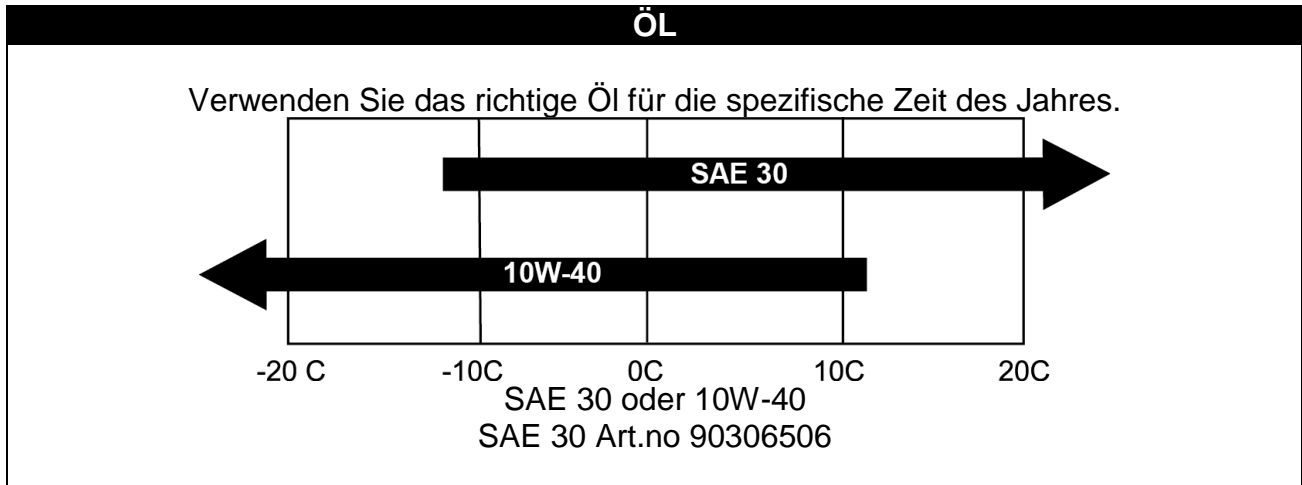 ÖL
Verwenden Sie das richtige Öl für die spezifische Zeit des Jahres.
SAE 30
10W-40
-20 C -10C 0C 10C 20C
SAE 30 oder 10W-40
SAE 30 Art.no 90306506